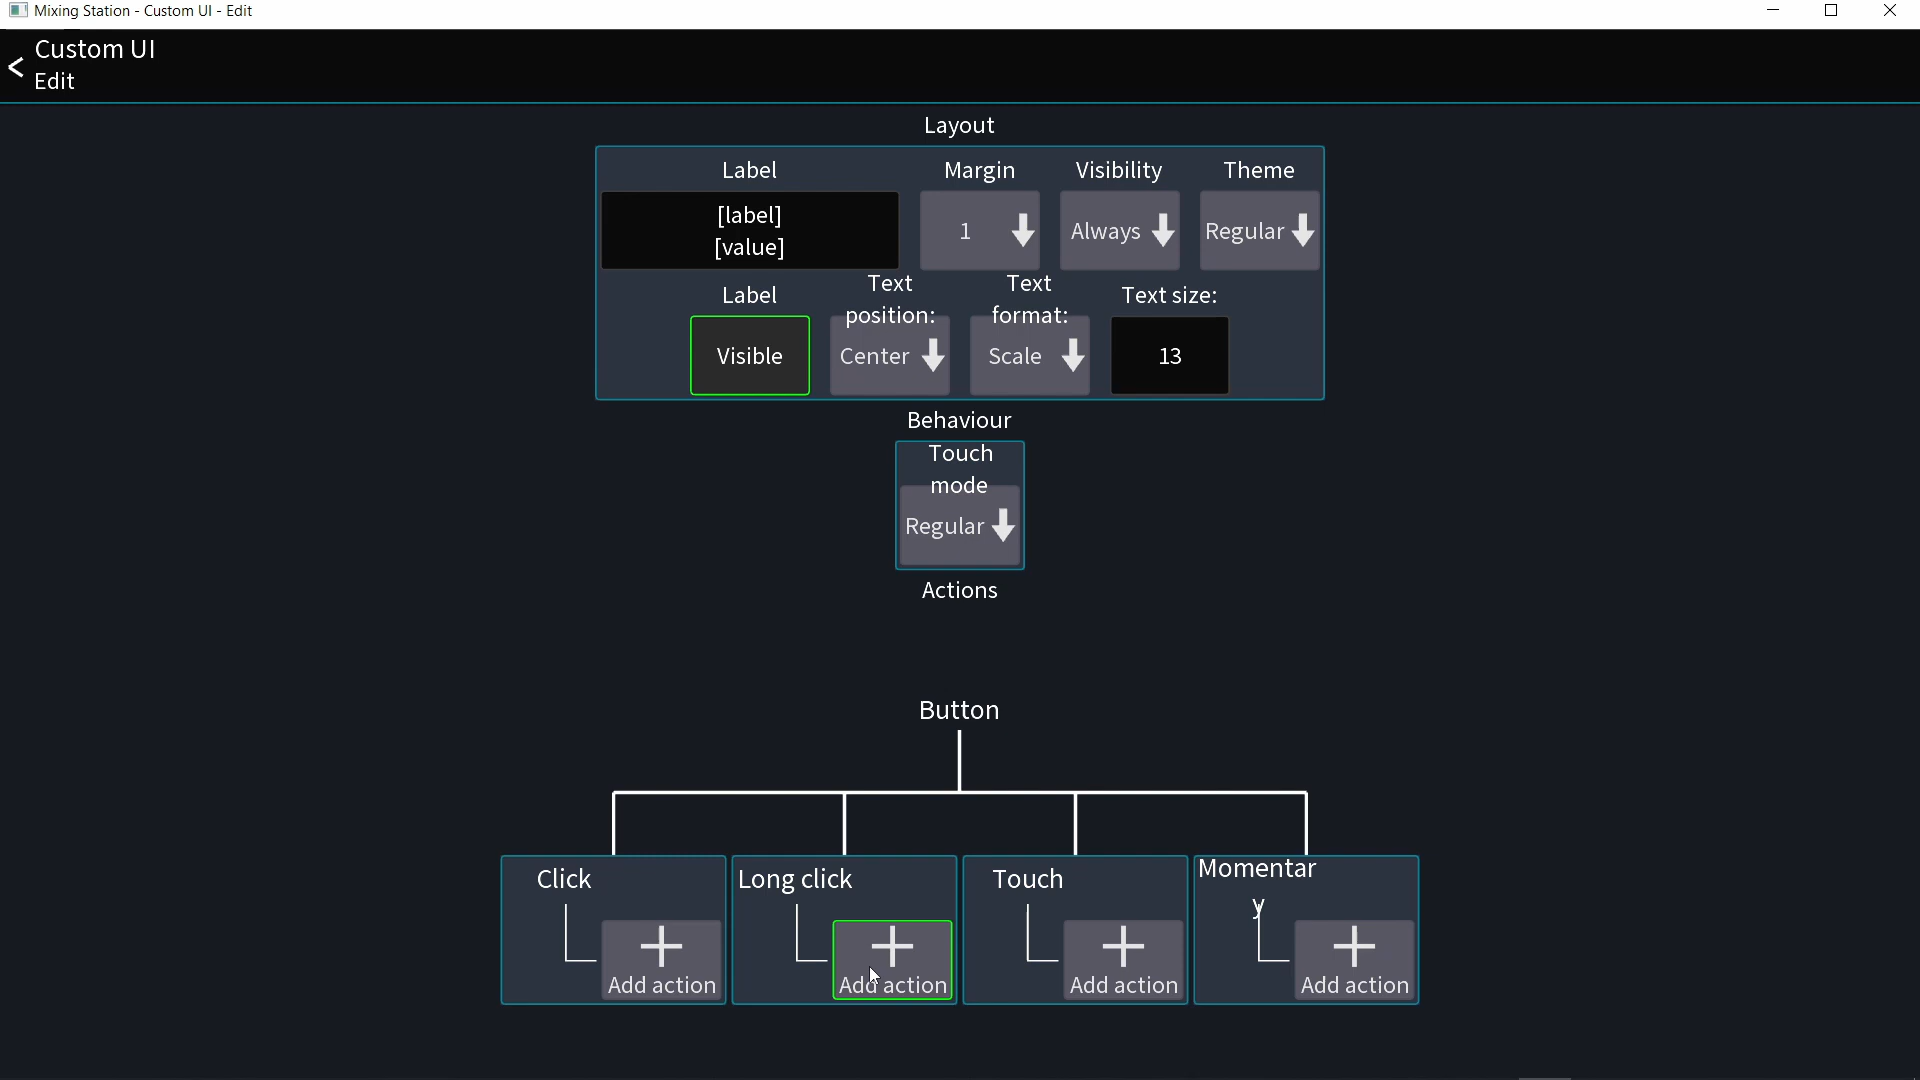 Mixing Station - Custom UI - Edit
Custom UI
Edit
Layout
Label Margin Visibility Theme
[label]
[value]
1 Always Regular
Label Text position: Text format: Text size:
Visible Center Scale 13
Behaviour
Touch
mode
Regular
Actions
Button
Click Long click Touch Momentar
y
Add action Add action Add action Add action